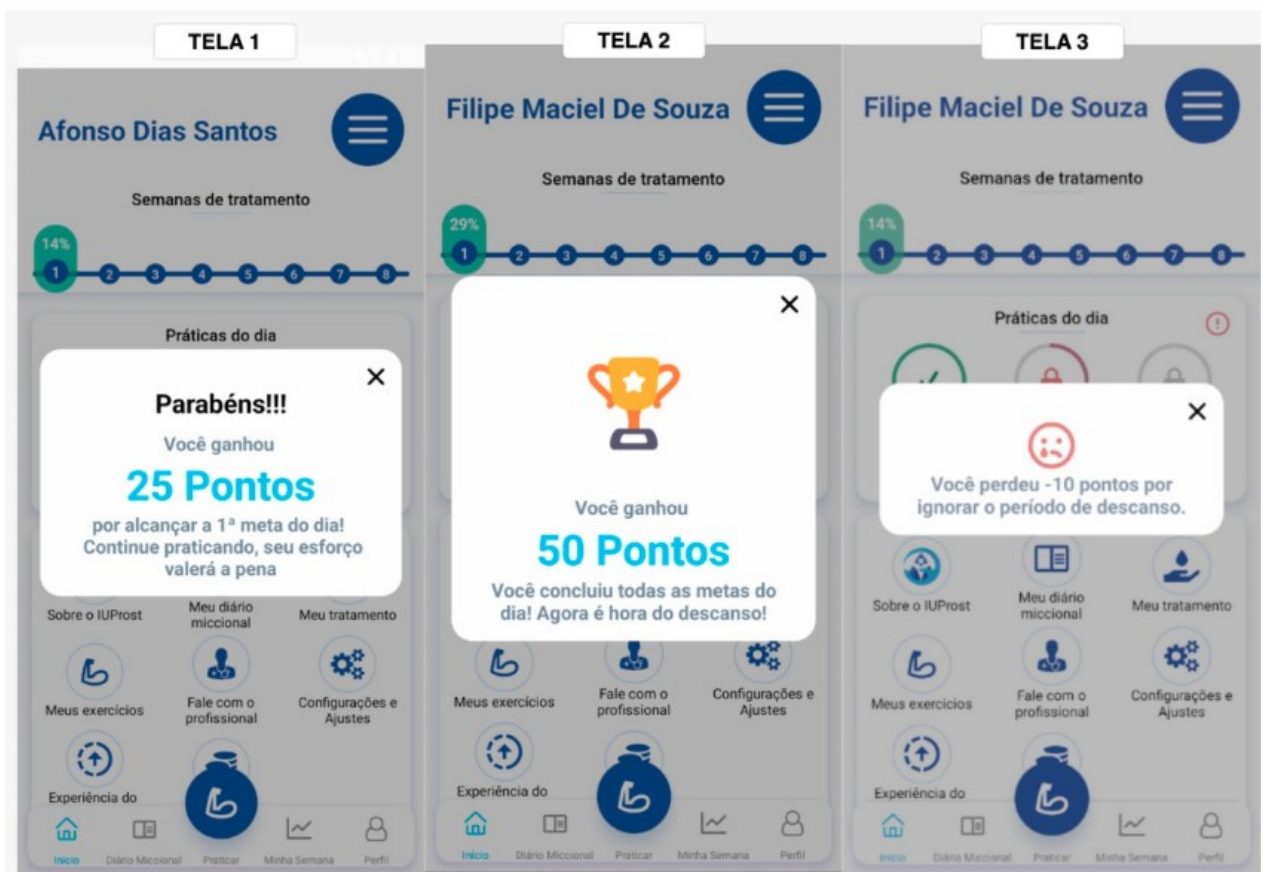 TELA 1
Afonso Dias Santos
Semanas de tratamento
14%
1 2 3 4 5 6 7 8
Práticas do dia
Parabéns!!!
Você ganhou
25 Pontos
por alcançar a 1ª meta do dia!
Continue praticando, seu esforço
valerá a pena
Sobre o IUProst
Meu diário
miccional
Meu tratamento
Meus exercícios
Fale com o
profissional
Configurações e
Ajustes
Experiência do
Início
Diário Miccional
Praticar
Minha Semana
Perfil
TELA 2
Filipe Maciel De Souza
Semanas de tratamento
29%
1 2 3 4 5 6 7 8
Você ganhou
50 Pontos
Você concluiu todas as metas do
dia! Agora é hora do descanso!
Meus exercícios
Fale com o
profissional
Configurações e
Ajustes
Experiência do
Início
Diário Miccional
Praticar
Minha Semana
Perfil
TELA 3
Filipe Maciel De Souza
Semanas de tratamento
14%
1 2 3 4 5 6 7 8
Práticas do dia
Você perdeu -10 pontos por
ignorar o período de descanso.
Sobre o IUProst
Meu diário
miccional
Meu tratamento
Meus exercícios
Fale com o
profissional
Configurações e
Ajustes
Experiência do
Início
Diário Miccional
Praticar
Minha Semana
Perfil